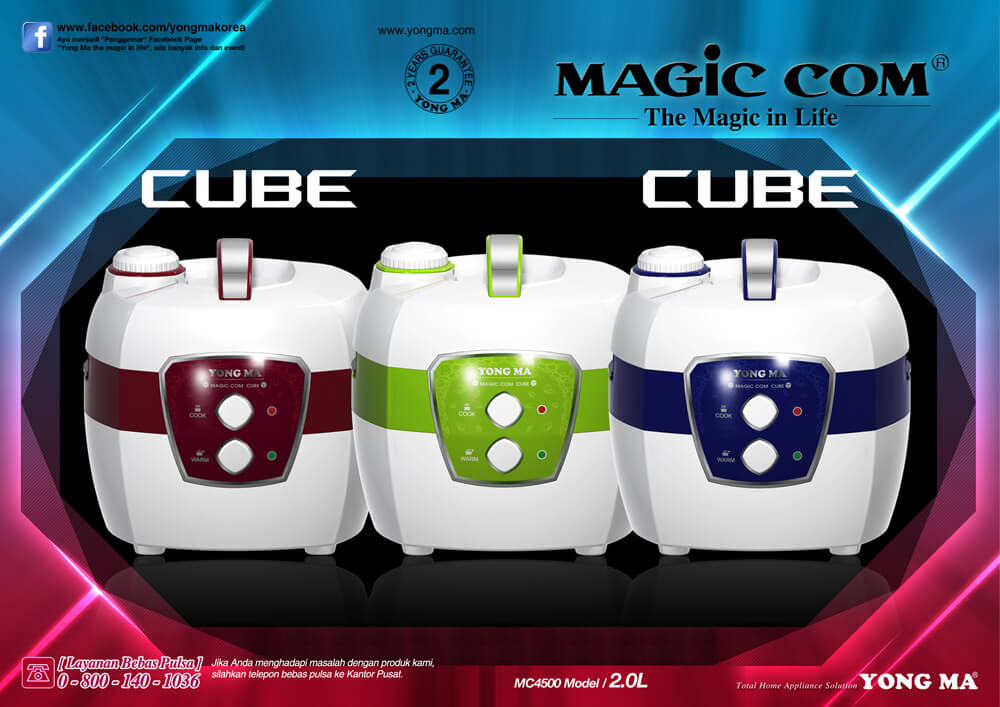 www.facebook.com/yongmakorea
Ayo menjadi "Penggemar" Facebook Page
"Yong Ma the magic in life", ada banyak info dan event!
www.yongma.com
2 YEARS GUARANTEE
2
YONG MA
MAGiC COM®
The Magic in Life
CUBE
CUBE
YONG MA
MAGIC COM CUBE
COOK
WARM
YONG MA
MAGIC COM CUBE
COOK
WARM
YONG MA
MAGIC COM CUBE
COOK
WARM
[Layanan Bebas Pulsa]
0 - 800 - 140 - 1036
Jika Anda menghadapi masalah dengan produk kami,
silahkan telepon bebas pulsa ke Kantor Pusat.
MC4500 Model / 2.0L
Total Home Appliance Solution YONG MA®